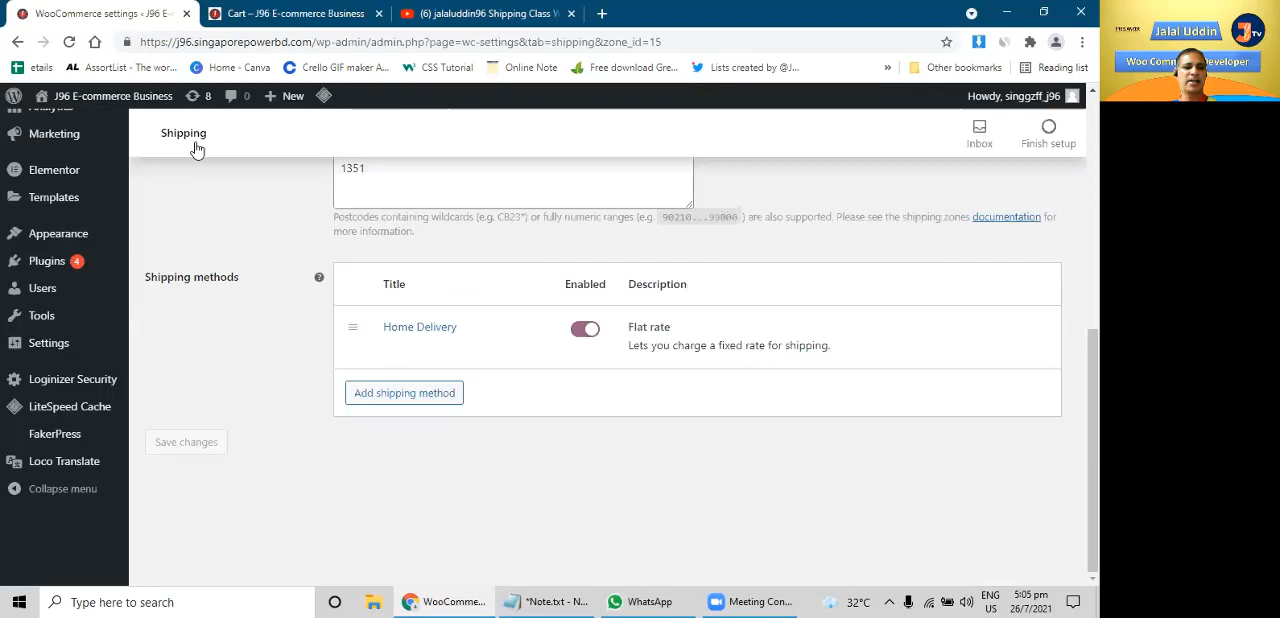 WooCommerce settings ‹ J96 E-c
Cart – J96 E-commerce Business
(6) jalaluddin96 Shipping Class W
https://j96.singaporepowerbd.com/wp-admin/admin.php?page=wc-settings&tab=shipping&zone_id=15
etails
AL AssortList - The wor...
Home - Canva
Crello GIF maker A...
CSS Tutorial
Online Note
Free download Gre...
Lists created by @J...
»
Other bookmarks
Reading list
J96 E-commerce Business
8
0
New
Howdy, singgzff_j96
Jalal Uddin
TV
Woo Comm Developer
Marketing
Elementor
Templates
Appearance
Plugins 4
Users
Tools
Settings
Loginizer Security
LiteSpeed Cache
FakerPress
Loco Translate
Collapse menu
Shipping
Inbox
Finish setup
1351
Postcodes containing wildcards (e.g. CB23*) or fully numeric ranges (e.g. 90210...99000 ) are also supported. Please see the shipping zones documentation for
more information.
Shipping methods
Title
Enabled
Description
Home Delivery
Flat rate
Lets you charge a fixed rate for shipping.
Add shipping method
Save changes
Type here to search
WooComme...
*Note.txt - N...
WhatsApp
Meeting Con...
32°C
ENG
US
5:05 pm
26/7/2021